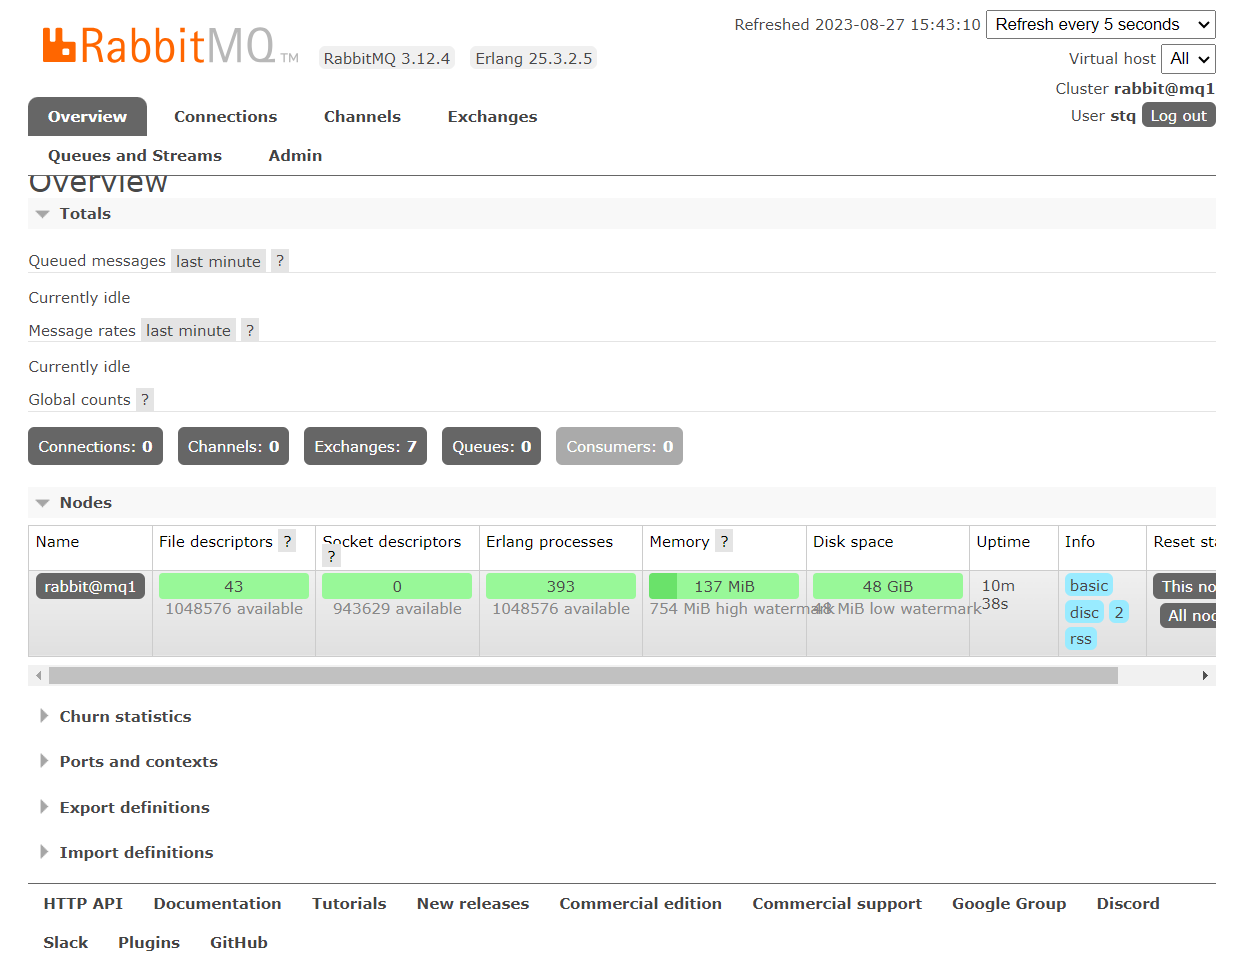 Refreshed 2023-08-27 15:43:10 Refresh every 5 seconds
RabbitMQ TM RabbitMQ 3.12.4 Erlang 25.3.2.5
Virtual host All
Cluster rabbit@mq1
User stq Log out
Overview Connections Channels Exchanges
Queues and Streams Admin
Overview
Totals
Queued messages last minute ?
Currently idle
Message rates last minute ?
Currently idle
Global counts ?
Connections: 0 Channels: 0 Exchanges: 7 Queues: 0 Consumers: 0
Nodes
Name File descriptors ? Socket descriptors ? Erlang processes Memory ? Disk space Uptime Info Reset sta
rabbit@mq1 43 0 393 137 MiB 48 GiB 10m 38s basic This no
1048576 available 943629 available 1048576 available 754 MiB high watermark 48 MiB low watermark disc 2 All nod
rss
Churn statistics
Ports and contexts
Export definitions
Import definitions
HTTP API Documentation Tutorials New releases Commercial edition Commercial support Google Group Discord
Slack Plugins GitHub